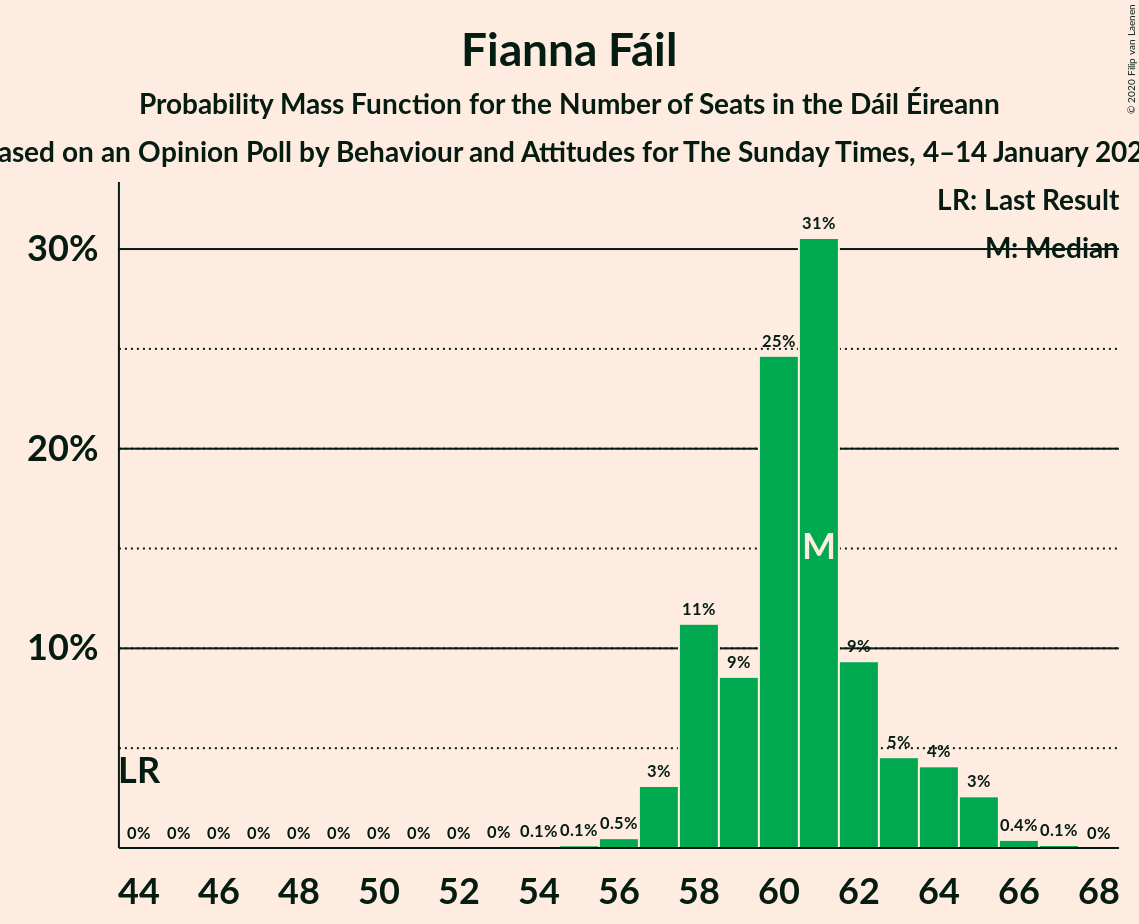 Fianna Fáil
Probability Mass Function for the Number of Seats in the Dáil Éireann
ased on an Opinion Poll by Behaviour and Attitudes for The Sunday Times, 4–14 January 202
© 2020 Filip van Laenen
LR: Last Result
M: Median
30%
20%
10%
31%
25%
11%
9%
9%
5%
4%
3%
3%
M
LR
0% 0% 0% 0% 0% 0% 0% 0% 0% 0% 0.1% 0.1% 0.5% 0.4% 0.1% 0%
44 46 48 50 52 54 56 58 60 62 64 66 68